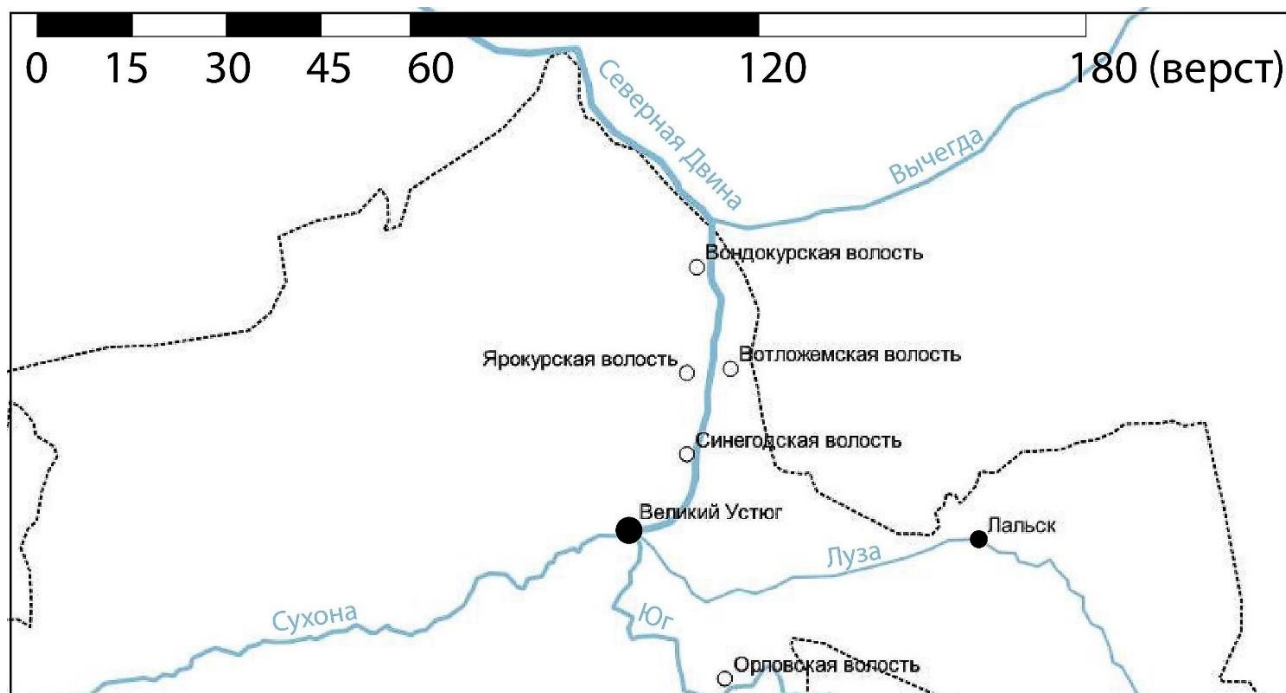 0 15 30 45 60 120 180 (верст)
Северная Двина
Вычегда
Вондокурская волость
Ярокурская волость
Вотложемская волость
Синегодская волость
Великий Устюг
Лальск
Луза
Сухона
Юг
Орловская волость